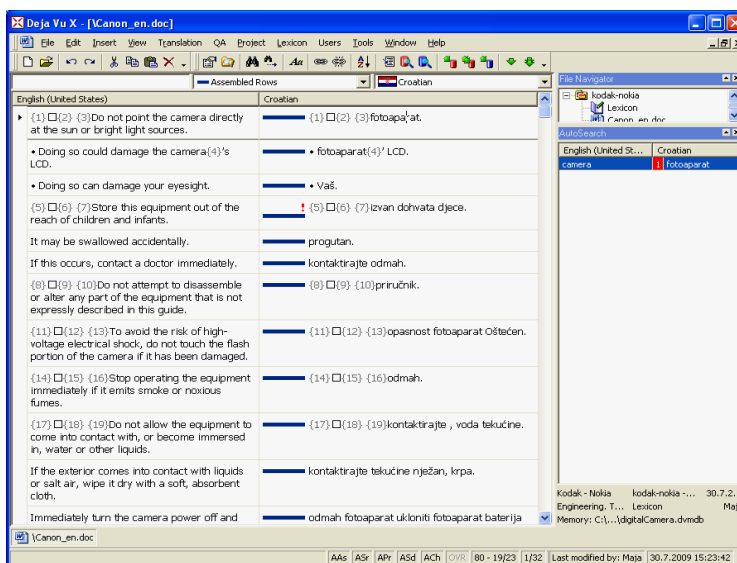 Deja Vu X - [\Canon_en.doc]
File Edit Insert View Translation QA Project Lexicon Users Tools Window Help
Assembled Rows Croatian
English (United States) Croatian
{1}□{2} {3}Do not point the camera directly
at the sun or bright light sources.
{1}□{2} {3}fotoaparat.
• Doing so could damage the camera{4}'s
LCD.
• fotoaparat{4}' LCD.
• Doing so can damage your eyesight.
• Vaš.
{5}□{6} {7}Store this equipment out of the
reach of children and infants.
! {5}□{6} {7}izvan dohvata djece.
It may be swallowed accidentally.
progutan.
If this occurs, contact a doctor immediately.
kontaktirajte odmah.
{8}□{9} {10}Do not attempt to disassemble
or alter any part of the equipment that is not
expressly described in this guide.
{8}□{9} {10}priručnik.
{11}□{12} {13}To avoid the risk of high-
voltage electrical shock, do not touch the flash
portion of the camera if it has been damaged.
{11}□{12} {13}opasnost fotoaparat Oštećen.
{14}□{15} {16}Stop operating the equipment
immediately if it emits smoke or noxious
fumes.
{14}□{15} {16}odmah.
{17}□{18} {19}Do not allow the equipment to
come into contact with, or become immersed
in, water or other liquids.
{17}□{18} {19}kontaktirajte , voda tekućine.
If the exterior comes into contact with liquids
or salt air, wipe it dry with a soft, absorbent
cloth.
kontaktirajte tekućine nježan, krpa.
Immediately turn the camera power off and
odmah fotoaparat ukloniti fotoaparat baterija
File Navigator
kodak-nokia
Lexicon
Canon_en.doc
AutoSearch
English (United St... Croatian
camera 1 fotoaparat
Kodak - Nokia kodak-nokia -... 30.7.2.
Engineering. T... Lexicon Maj
Memory: C:\...\digitalCamera.dvmdb
\Canon_en.doc
AAs ASr APr ASd ACh OVR 80 - 19/23 1/32 Last modified by: Maja 30.7.2009 15:23:42